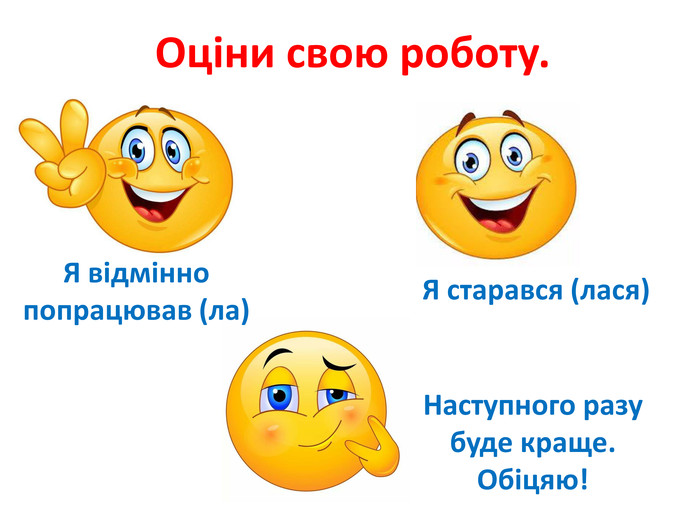 Оціни свою роботу.
Я відмінно
попрацював (ла)
Я старався (лася)
Наступного разу
буде краще.
Обіцяю!